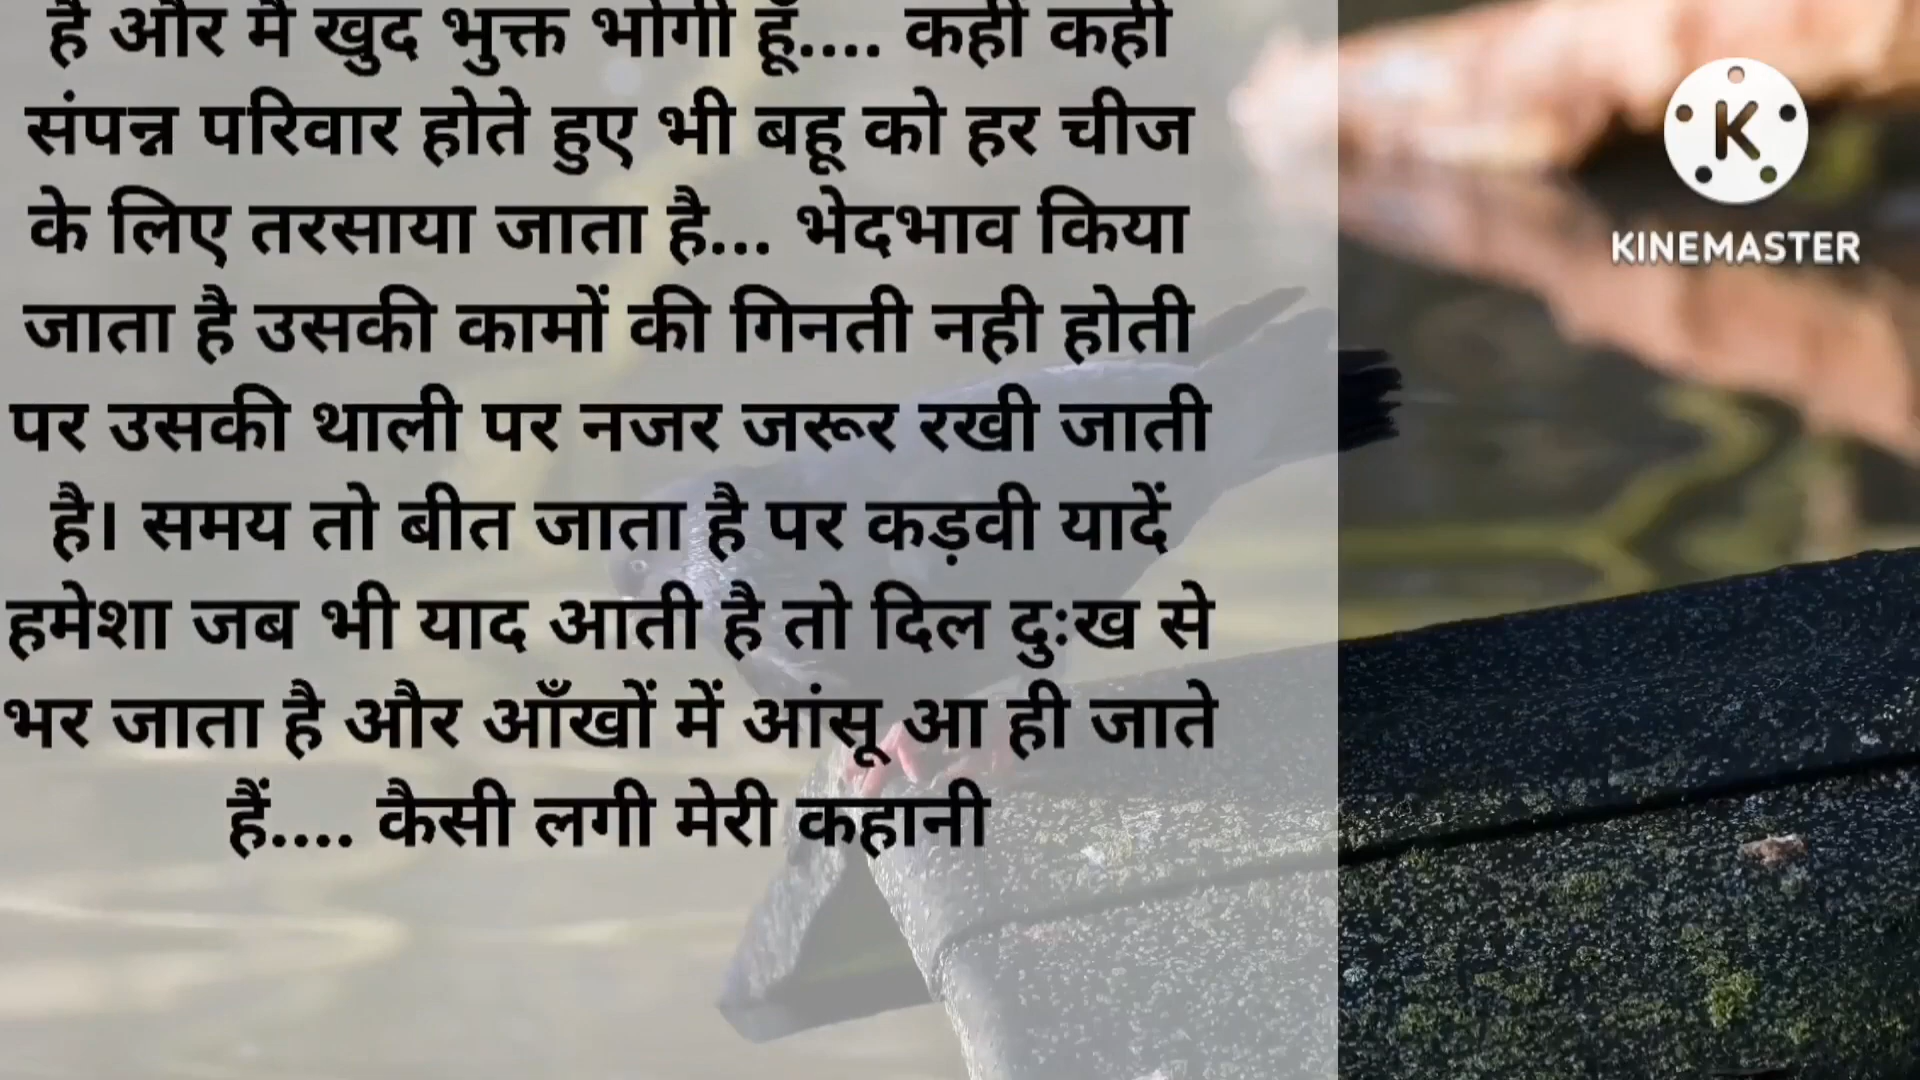 है और मै खुद भुक्त भोगी हूँ.... कही कही
संपन्न परिवार होते हुए भी बहू को हर चीज
के लिए तरसाया जाता है... भेदभाव किया
जाता है उसकी कामों की गिनती नही होती
पर उसकी थाली पर नजर जरूर रखी जाती
है। समय तो बीत जाता है पर कड़वी यादें
हमेशा जब भी याद आती है तो दिल दुःख से
भर जाता है और आँखों में आंसू आ ही जाते
हैं.... कैसी लगी मेरी कहानी
K
KINEMASTER